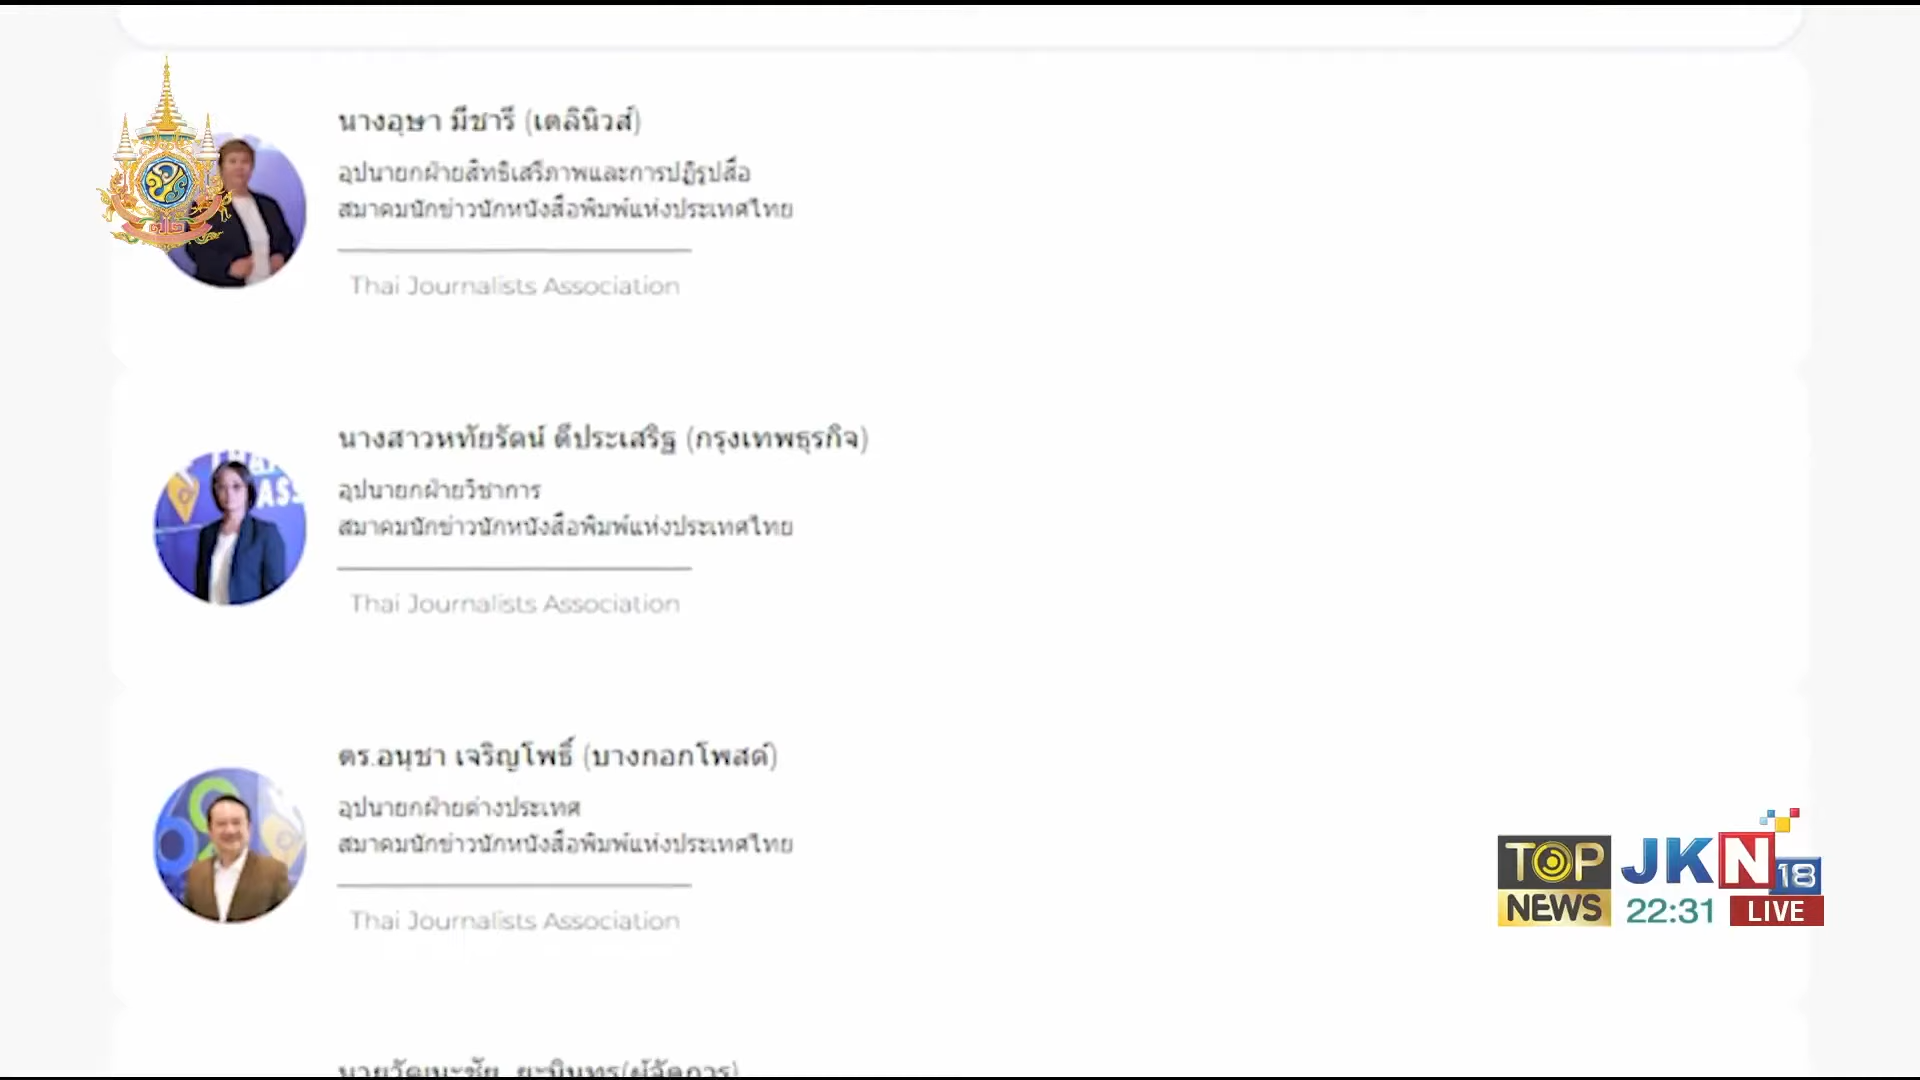 นางอุษา มีชารี (เดลินิวส์)
อุปนายกฝ่ายสิทธิเสรีภาพและการปฏิรูปสื่อ
สมาคมนักข่าวนักหนังสือพิมพ์แห่งประเทศไทย
Thai Journalists Association
นางสาวหทัยรัตน์ ดีประเสริฐ (กรุงเทพธุรกิจ)
อุปนายกฝ่ายวิชาการ
สมาคมนักข่าวนักหนังสือพิมพ์แห่งประเทศไทย
Thai Journalists Association
ดร.อนุชา เจริญโพธิ์ (บางกอกโพสต์)
อุปนายกฝ่ายต่างประเทศ
สมาคมนักข่าวนักหนังสือพิมพ์แห่งประเทศไทย
Thai Journalists Association
TOP NEWS
JKN 18
22:31 LIVE